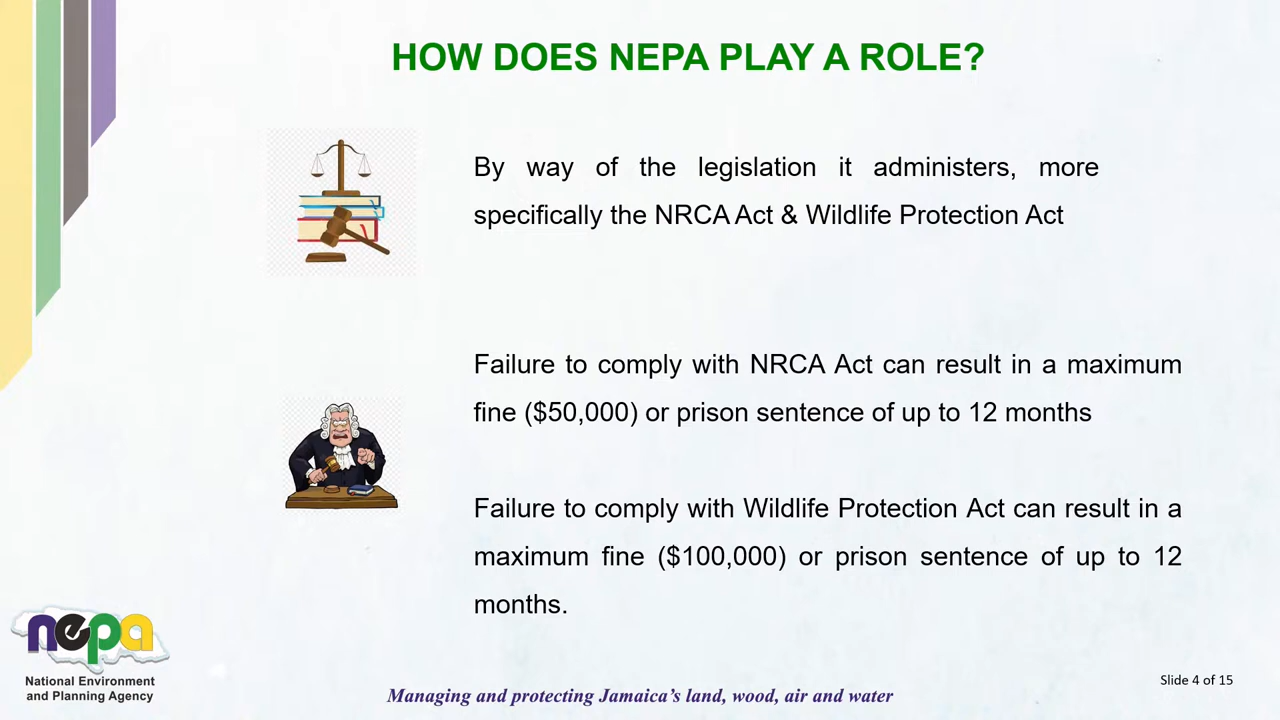 HOW DOES NEPA PLAY A ROLE?
By way of the legislation it administers, more
specifically the NRCA Act & Wildlife Protection Act
Failure to comply with NRCA Act can result in a maximum
fine ($50,000) or prison sentence of up to 12 months
Failure to comply with Wildlife Protection Act can result in a
maximum fine ($100,000) or prison sentence of up to 12
months.
nepa
National Environment
and Planning Agency
Managing and protecting Jamaica's land, wood, air and water
Slide 4 of 15